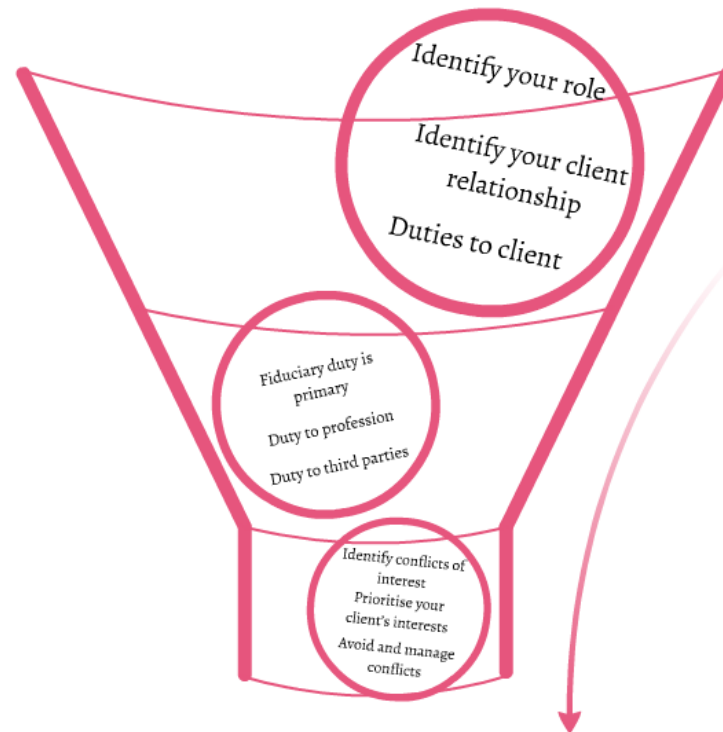 Identify your role
Identify your client
relationship
Duties to client
Fiduciary duty is
primary
Duty to profession
Duty to third parties
Identify conflicts of
interest
Prioritise your
client's interests
Avoid and manage
conflicts